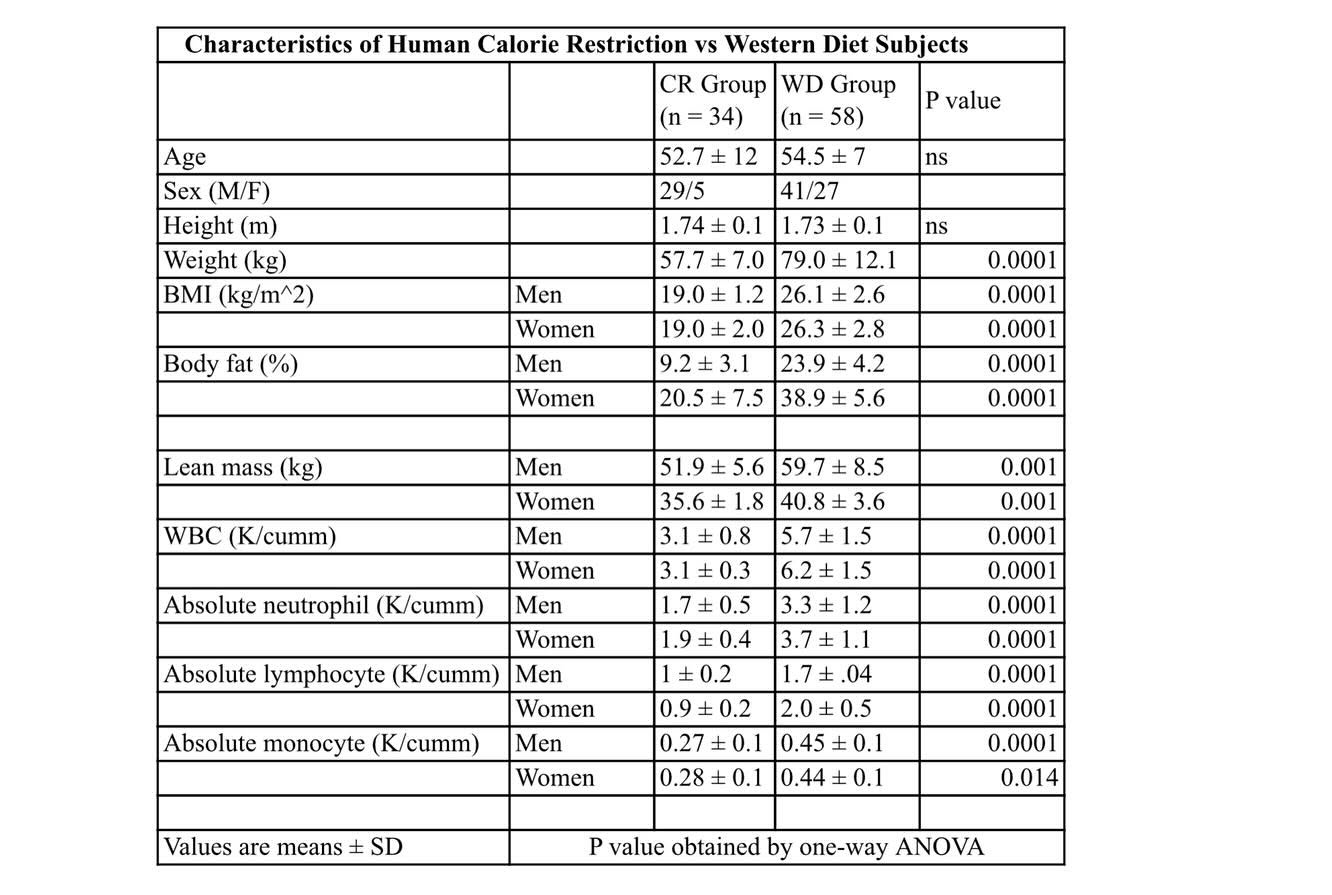 Characteristics of Human Calorie Restriction vs Western Diet Subjects
CR Group (n = 34) WD Group (n = 58) P value
Age 52.7 ± 12 54.5 ± 7 ns
Sex (M/F) 29/5 41/27
Height (m) 1.74 ± 0.1 1.73 ± 0.1 ns
Weight (kg) 57.7 ± 7.0 79.0 ± 12.1 0.0001
BMI (kg/m^2) Men 19.0 ± 1.2 26.1 ± 2.6 0.0001
Women 19.0 ± 2.0 26.3 ± 2.8 0.0001
Body fat (%) Men 9.2 ± 3.1 23.9 ± 4.2 0.0001
Women 20.5 ± 7.5 38.9 ± 5.6 0.0001
Lean mass (kg) Men 51.9 ± 5.6 59.7 ± 8.5 0.001
Women 35.6 ± 1.8 40.8 ± 3.6 0.001
WBC (K/cumm) Men 3.1 ± 0.8 5.7 ± 1.5 0.0001
Women 3.1 ± 0.3 6.2 ± 1.5 0.0001
Absolute neutrophil (K/cumm) Men 1.7 ± 0.5 3.3 ± 1.2 0.0001
Women 1.9 ± 0.4 3.7 ± 1.1 0.0001
Absolute lymphocyte (K/cumm) Men 1 ± 0.2 1.7 ± .04 0.0001
Women 0.9 ± 0.2 2.0 ± 0.5 0.0001
Absolute monocyte (K/cumm) Men 0.27 ± 0.1 0.45 ± 0.1 0.0001
Women 0.28 ± 0.1 0.44 ± 0.1 0.014
Values are means ± SD P value obtained by one-way ANOVA